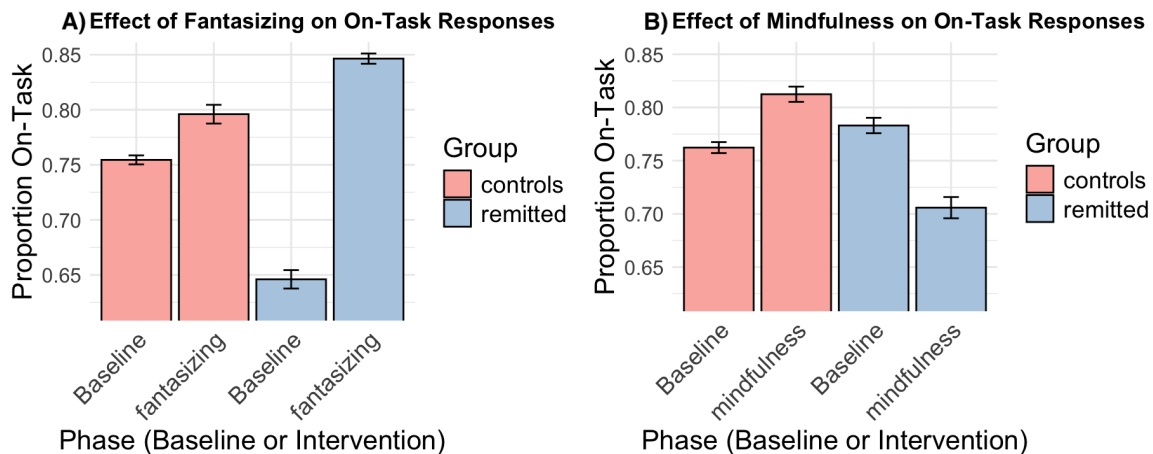 A) Effect of Fantasizing on On-Task Responses
Proportion On-Task
0.85
0.80
0.75
0.70
0.65
Baseline
fantasizing
Baseline
fantasizing
Phase (Baseline or Intervention)
Group
controls
remitted
B) Effect of Mindfulness on On-Task Responses
Proportion On-Task
0.85
0.80
0.75
0.70
0.65
Baseline
mindfulness
Baseline
mindfulness
Phase (Baseline or Intervention)
Group
controls
remitted